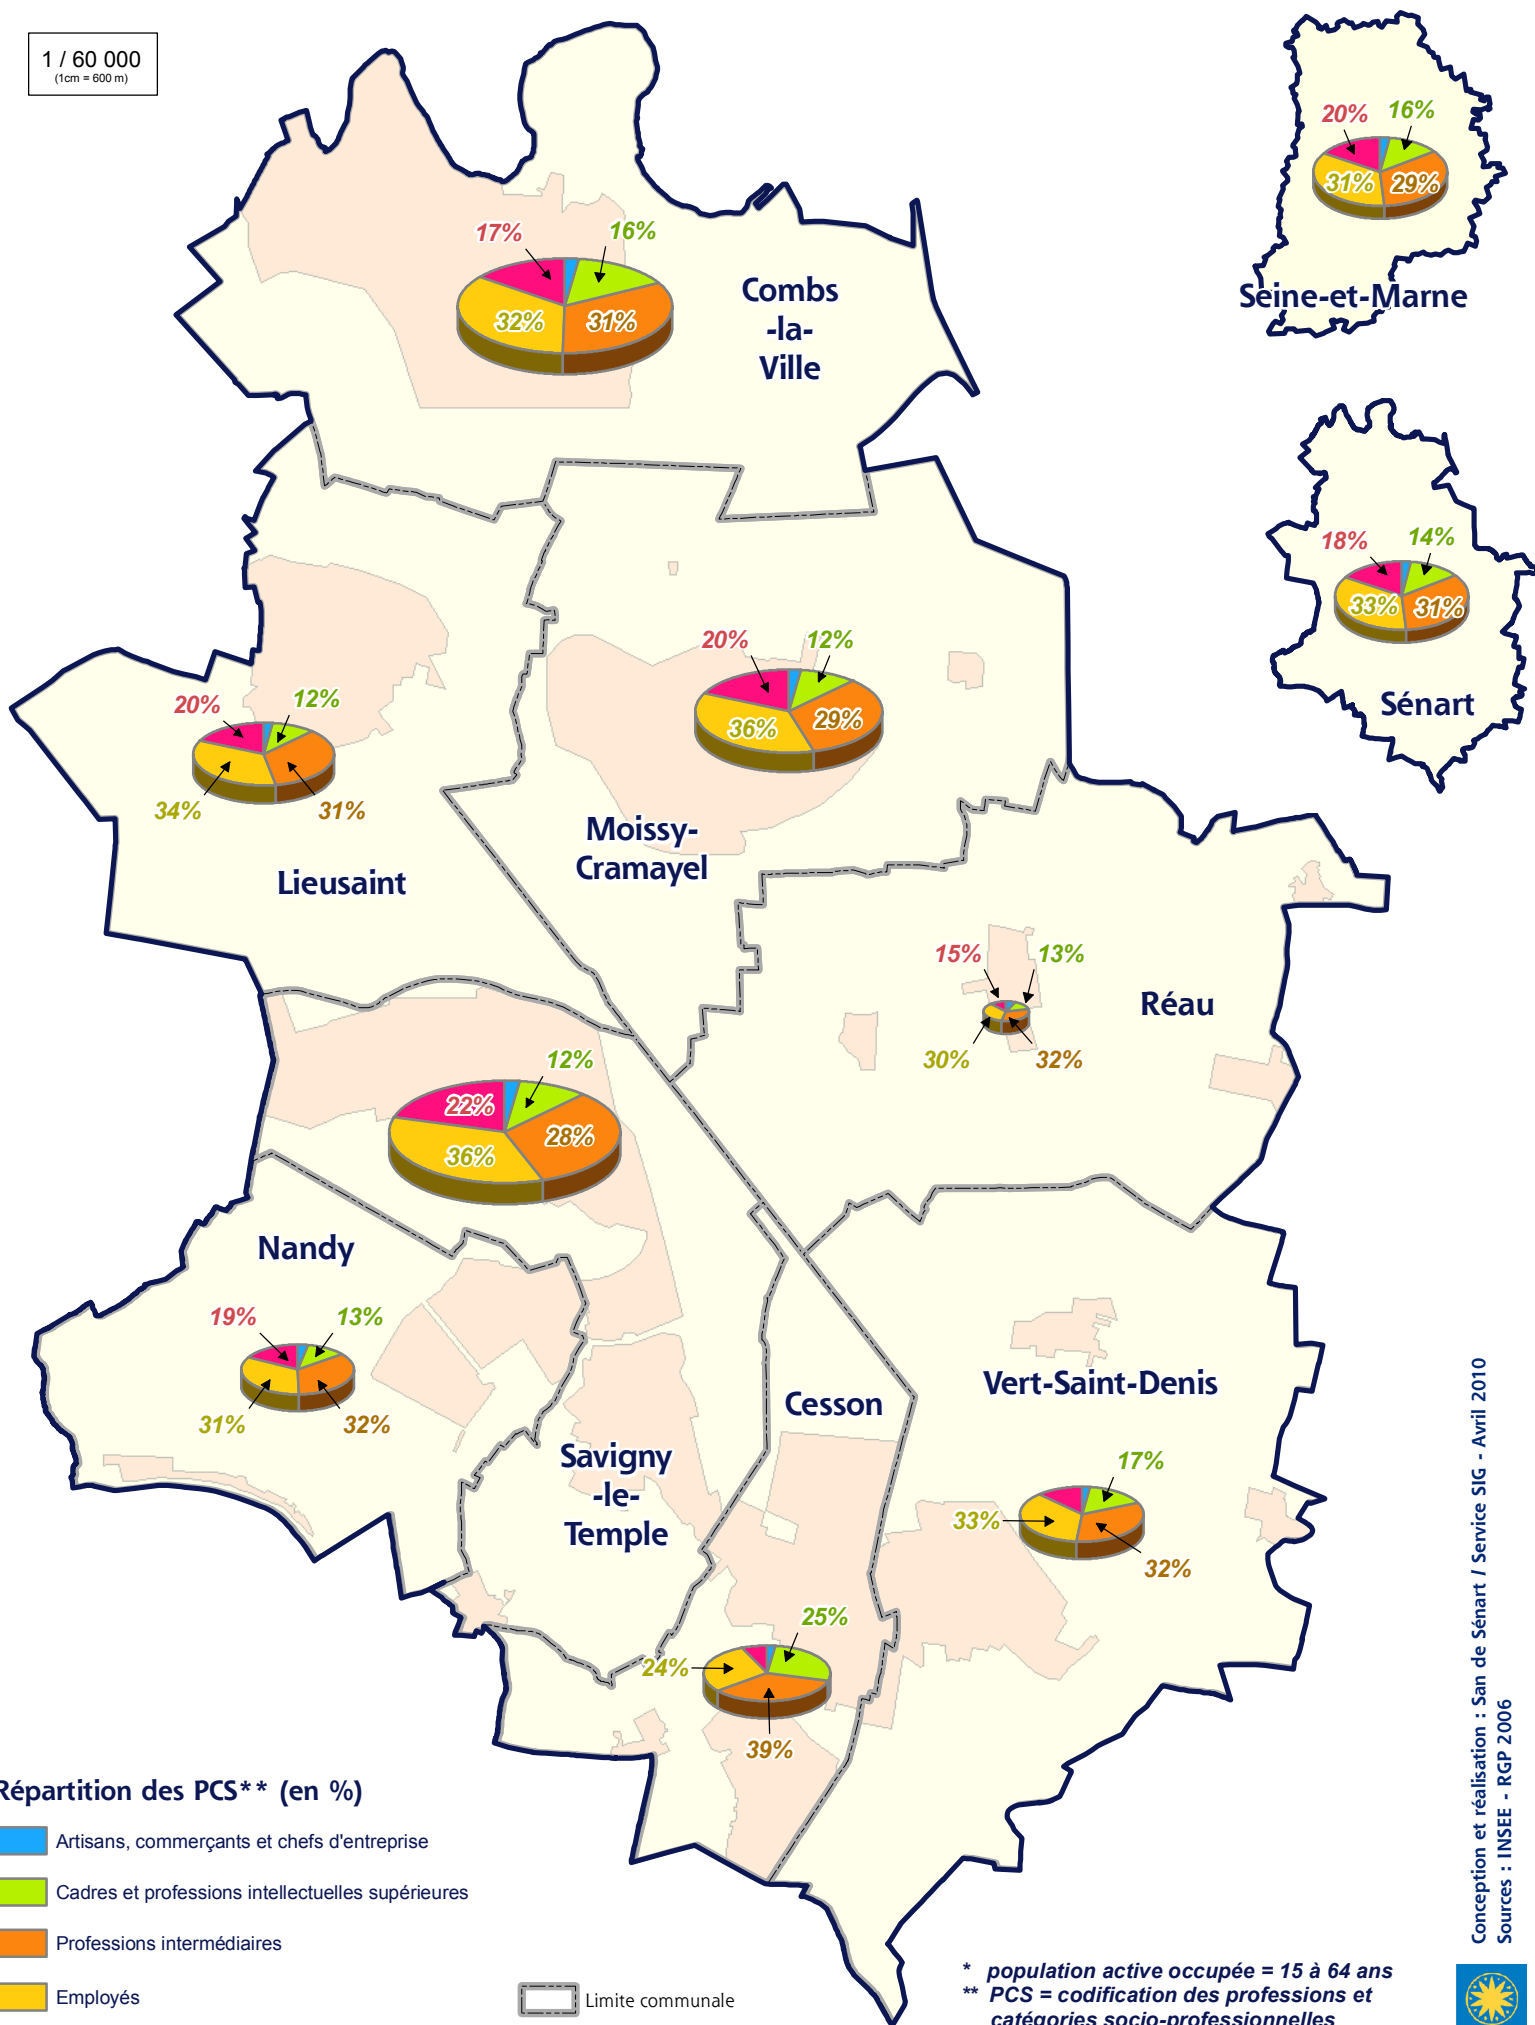 1 / 60 000
(1cm = 600 m)
20%
16%
31%
29%
Seine-et-Marne
17%
16%
32%
31%
Combs
-la-
Ville
18%
14%
33%
31%
Sénart
20%
12%
36%
29%
Moissy-
Cramayel
20%
12%
34%
31%
Lieusaint
15%
13%
30%
32%
Réau
12%
22%
28%
36%
Nandy
19%
13%
31%
32%
Savigny
-le-
Temple
Cesson
25%
24%
39%
Vert-Saint-Denis
17%
33%
32%
Répartition des PCS** (en %)
Artisans, commerçants et chefs d'entreprise
Cadres et professions intellectuelles supérieures
Professions intermédiaires
Employés
Limite communale
* population active occupée = 15 à 64 ans
** PCS = codification des professions et
catégories socio-professionnelles
Conception et réalisation : San de Sénart / Service SIG - Avril 2010
Sources : INSEE - RGP 2006